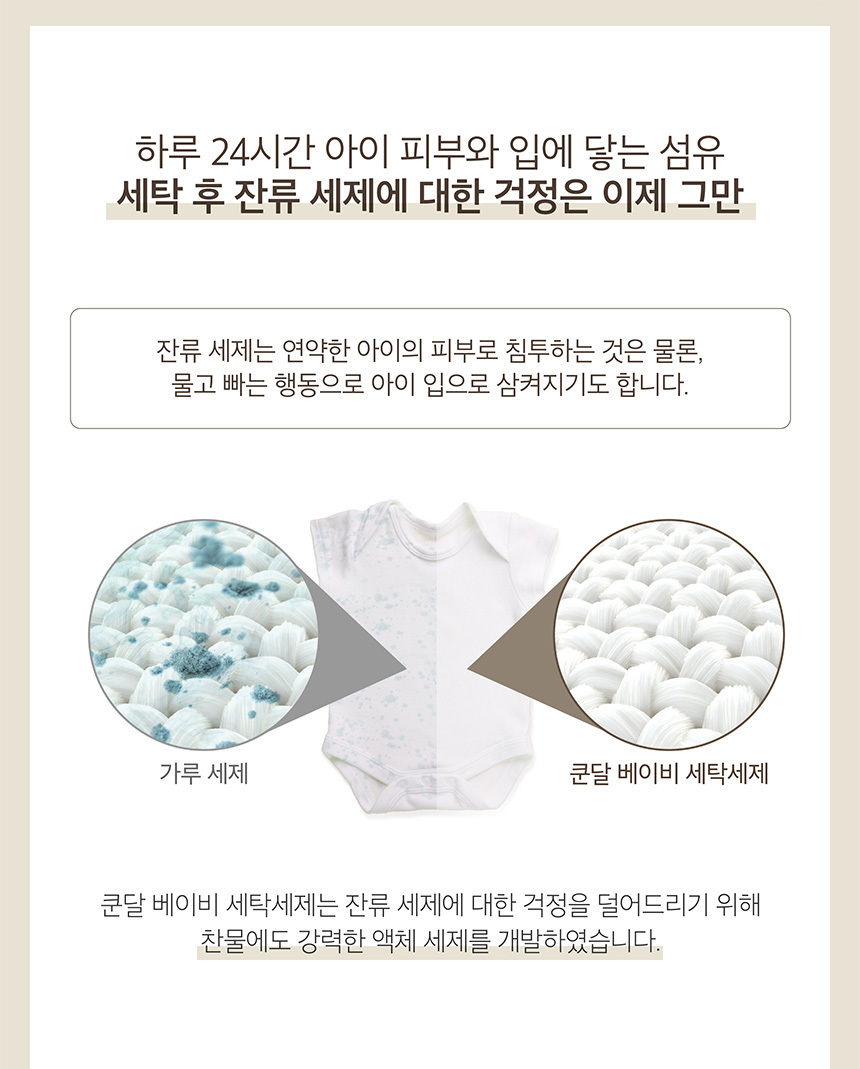 하루 24시간 아이 피부와 입에 닿는 섬유
세탁 후 잔류 세제에 대한 걱정은 이제 그만
잔류 세제는 연약한 아이의 피부로 침투하는 것은 물론,
물고 빠는 행동으로 아이 입으로 삼켜지기도 합니다.
가루 세제
쿤달 베이비 세탁세제
쿤달 베이비 세탁세제는 잔류 세제에 대한 걱정을 덜어드리기 위해
찬물에도 강력한 액체 세제를 개발하였습니다.